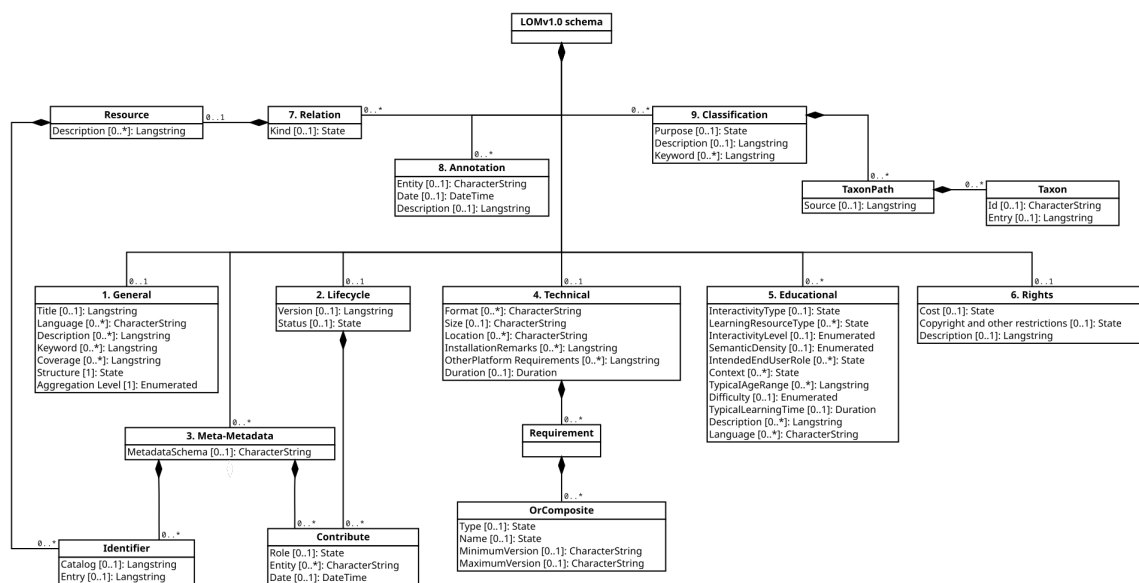 LOMv1.0 schema
Resource
Description [0..*]: Langstring
0..1
7. Relation
Kind [0..1]: State
0..*
0..*
9. Classification
Purpose [0..1]: State
Description [0..1]: Langstring
Keyword [0..*]: Langstring
0..*
8. Annotation
Entity [0..1]: CharacterString
Date [0..1]: DateTime
Description [0..1]: Langstring
0..*
TaxonPath
Source [0..1]: Langstring
0..*
Taxon
Id [0..1]: CharacterString
Entry [0..1]: Langstring
0..1
1. General
Title [0..1]: Langstring
Language [0..*]: CharacterString
Description [0..*]: Langstring
Keyword [0..*]: Langstring
Coverage [0..*]: Langstring
Structure [1]: State
Aggregation Level [1]: Enumerated
0..1
2. Lifecycle
Version [0..1]: Langstring
Status [0..1]: State
0..1
4. Technical
Format [0..*]: CharacterString
Size [0..1]: CharacterString
Location [0..*]: CharacterString
InstallationRemarks [0..*]: Langstring
OtherPlatform Requirements [0..*]: Langstring
Duration [0..1]: Duration
0..*
5. Educational
InteractivityType [0..1]: State
LearningResourceType [0..*]: State
InteractivityLevel [0..1]: Enumerated
SemanticDensity [0..1]: Enumerated
IntendedEndUserRole [0..*]: State
Context [0..*]: State
TypicalAgeRange [0..*]: Langstring
Difficulty [0..1]: Enumerated
TypicalLearningTime [0..1]: Duration
Description [0..*]: Langstring
Language [0..*]: CharacterString
0..1
6. Rights
Cost [0..1]: State
Copyright and other restrictions [0..1]: State
Description [0..1]: Langstring
0..*
3. Meta-Metadata
MetadataSchema [0..1]: CharacterString
0..*
Requirement
0..*
0..*
Identifier
Catalog [0..1]: Langstring
Entry [0..1]: Langstring
0..*
0..*
Contribute
Role [0..1]: State
Entity [0..*]: CharacterString
Date [0..1]: DateTime
0..*
OrComposite
Type [0..1]: State
Name [0..1]: State
MinimumVersion [0..1]: CharacterString
MaximumVersion [0..1]: CharacterString